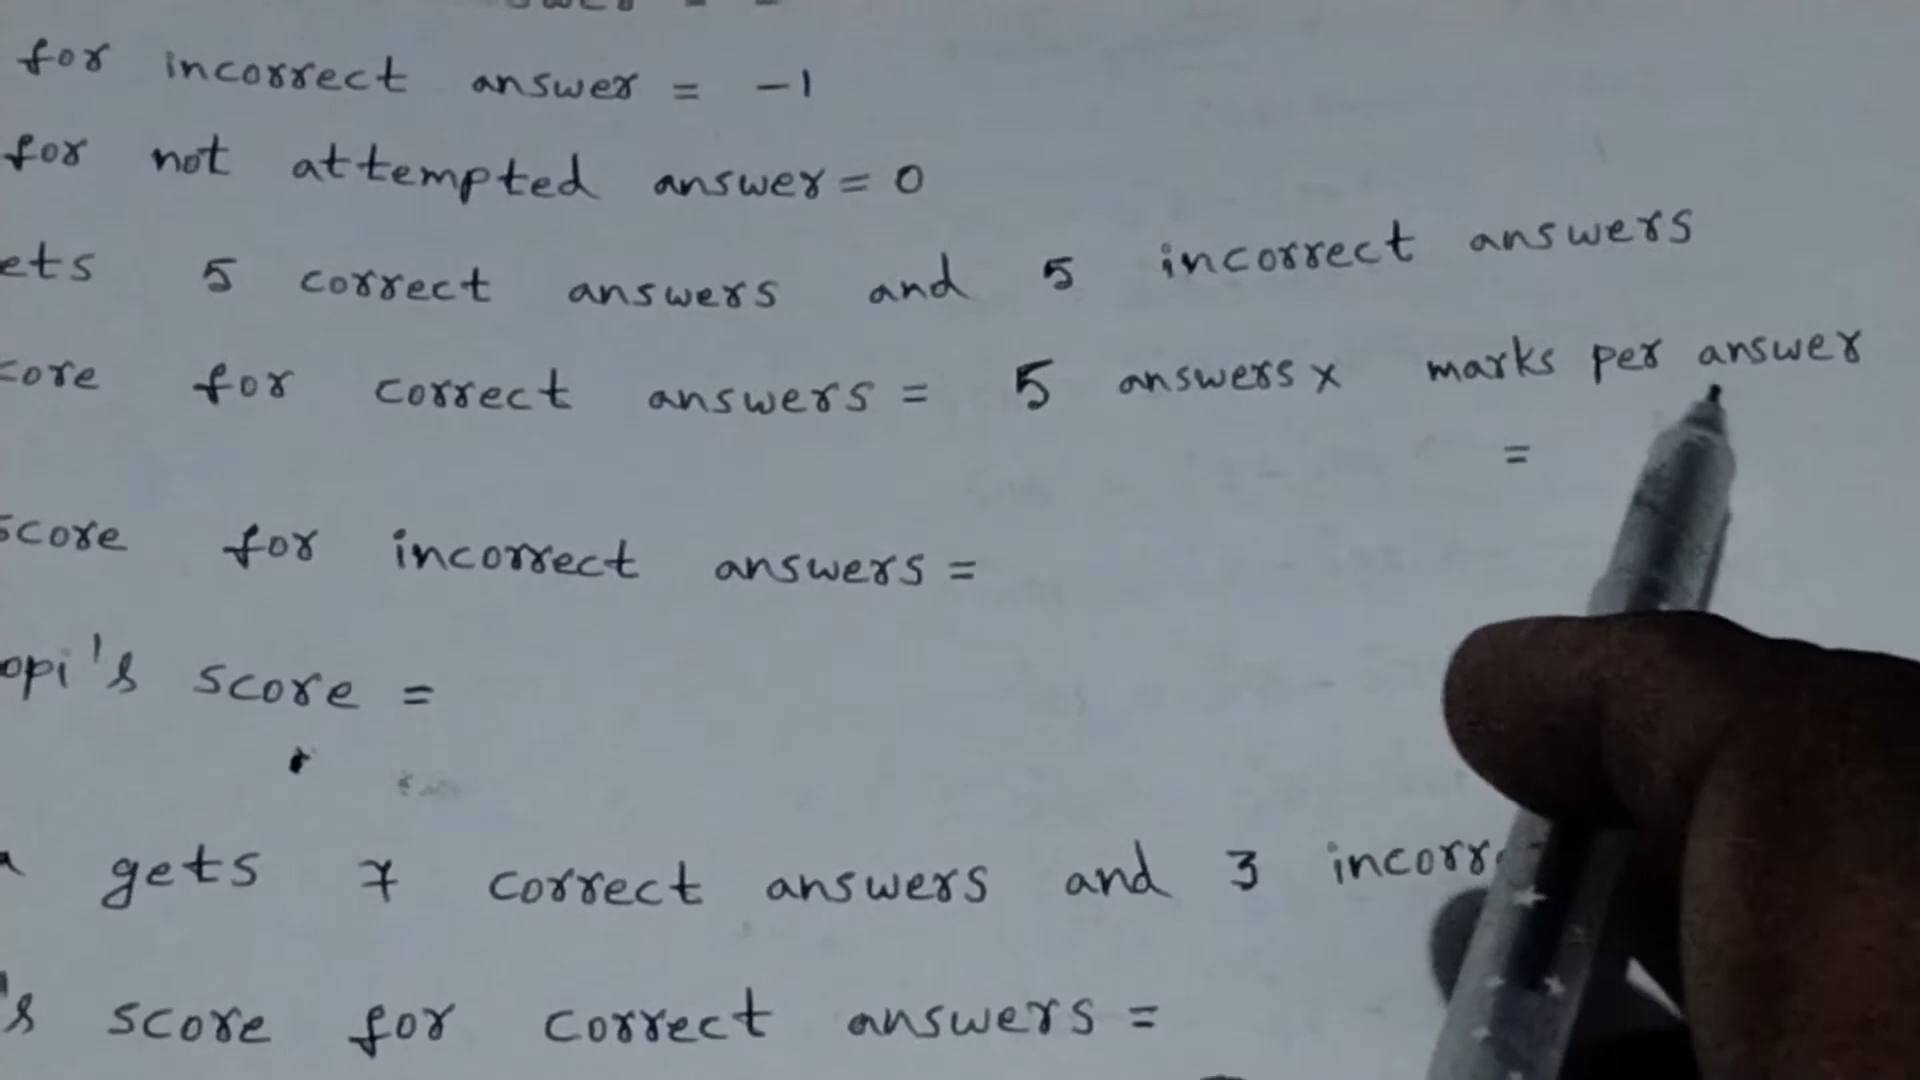 for incorrect answer = -1
for not attempted answer = 0
ets 5 correct answers and 5 incorrect answers
core for correct answers = 5 answers x marks per answer
=
score for incorrect answers =
opi's score =
gets 7 correct answers and 3 incorr
's score for correct answers =